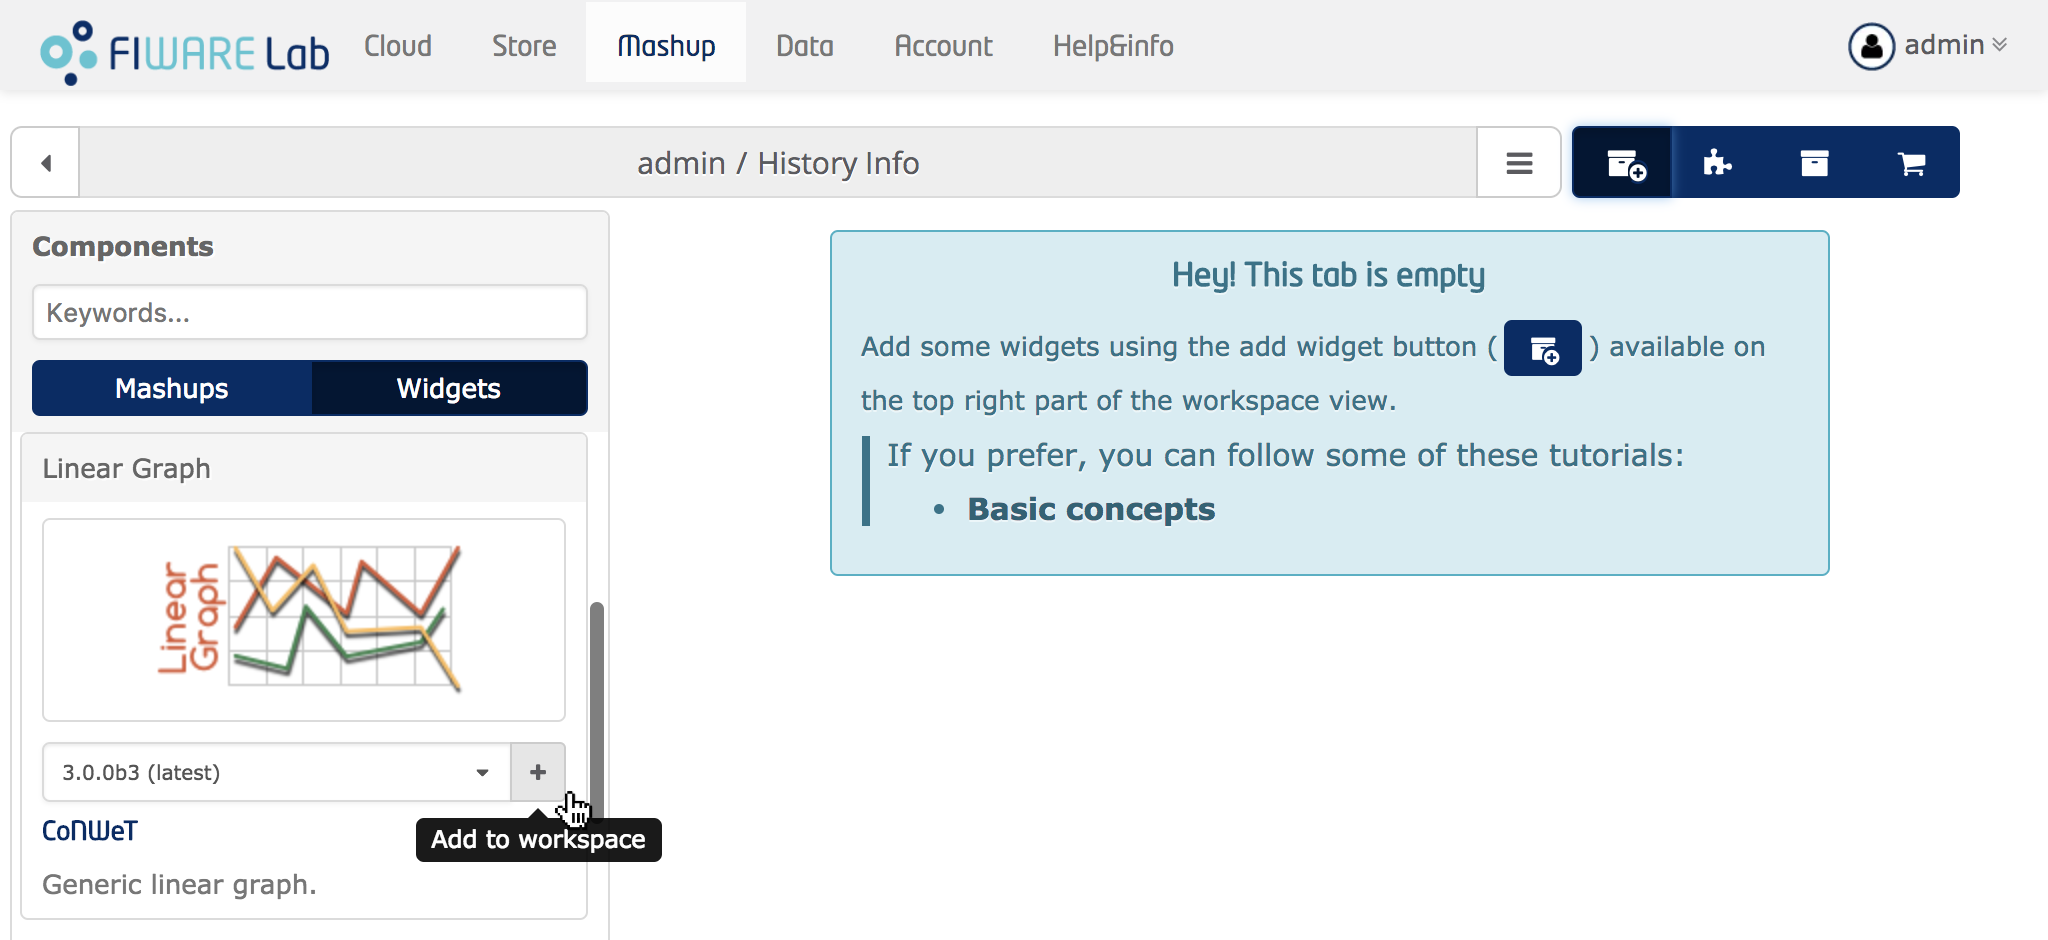 FIWARE Lab
Cloud
Store
Mashup
Data
Account
Help&info
admin
admin / History Info
Components
Keywords...
Mashups
Widgets
Linear Graph
Linear
Graph
3.0.0b3 (latest)
+
Add to workspace
CoNWeT
Generic linear graph.
Hey! This tab is empty
Add some widgets using the add widget button ( ) available on
the top right part of the workspace view.
If you prefer, you can follow some of these tutorials:
• Basic concepts